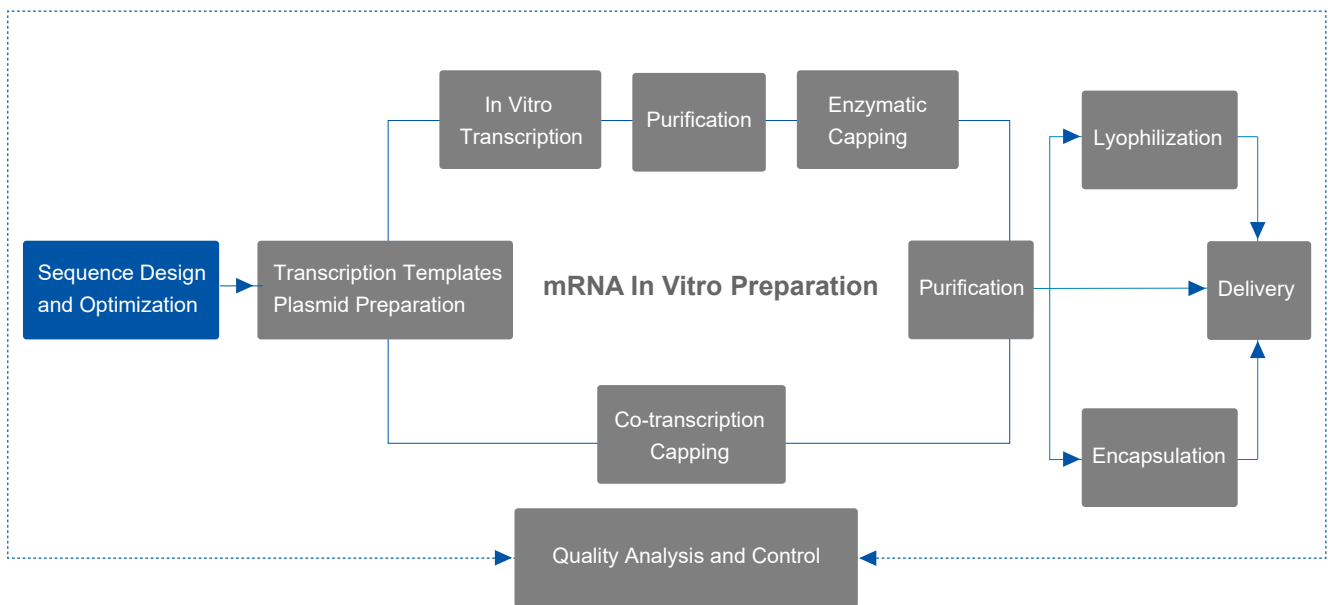 In Vitro
Transcription
Purification
Enzymatic
Capping
Lyophilization
Sequence Design
and Optimization
Transcription Templates
Plasmid Preparation
mRNA In Vitro Preparation
Purification
Delivery
Co-transcription
Capping
Encapsulation
Quality Analysis and Control